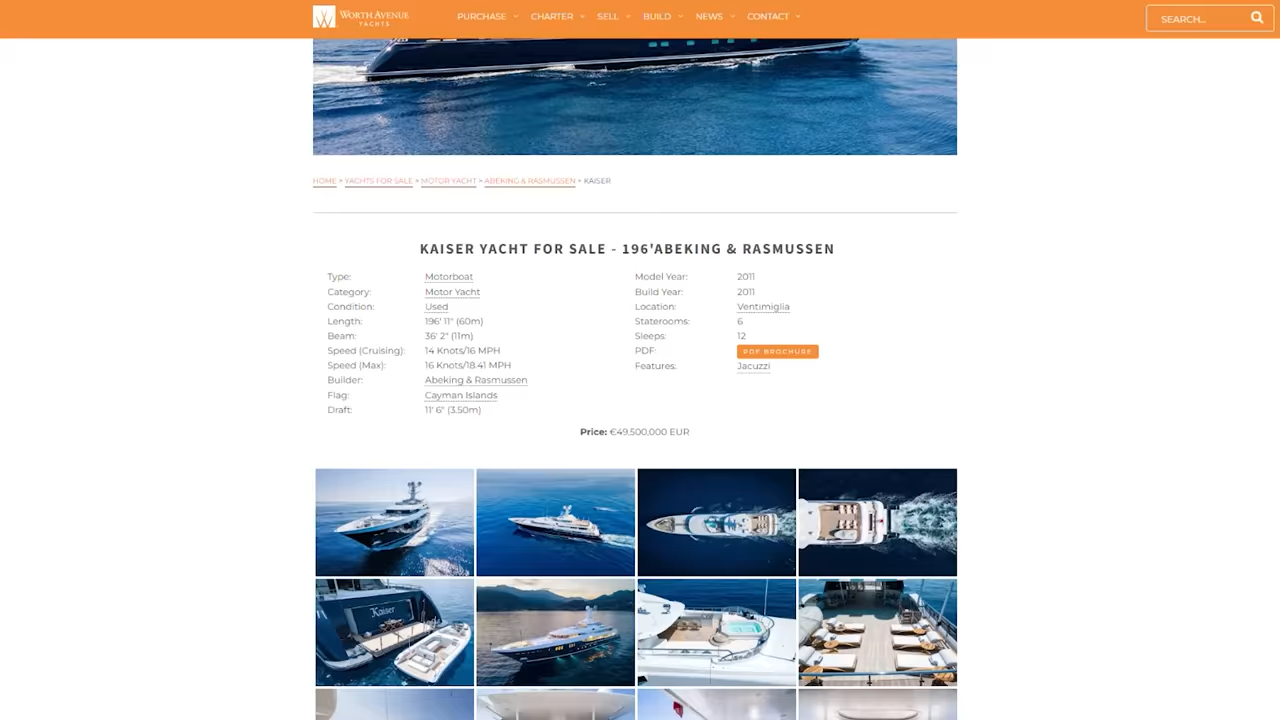 WORTH AVENUE
YACHTS
PURCHASE CHARTER SELL BUILD NEWS CONTACT
SEARCH...
HOME > YACHTS FOR SALE > MOTOR YACHT > ABEKING & RASMUSSEN > KAISER
KAISER YACHT FOR SALE - 196'ABEKING & RASMUSSEN
Type: Motorboat
Category: Motor Yacht
Condition: Used
Length: 196' 11" (60m)
Beam: 36' 2" (11m)
Speed (Cruising): 14 Knots/16 MPH
Speed (Max): 16 Knots/18.41 MPH
Builder: Abeking & Rasmussen
Flag: Cayman Islands
Draft: 11' 6" (3.50m)
Model Year: 2011
Build Year: 2011
Location: Ventimiglia
Staterooms: 6
Sleeps: 12
PDF: PDF BROCHURE
Features: Jacuzzi
Price: €49,500,000 EUR
Kaiser